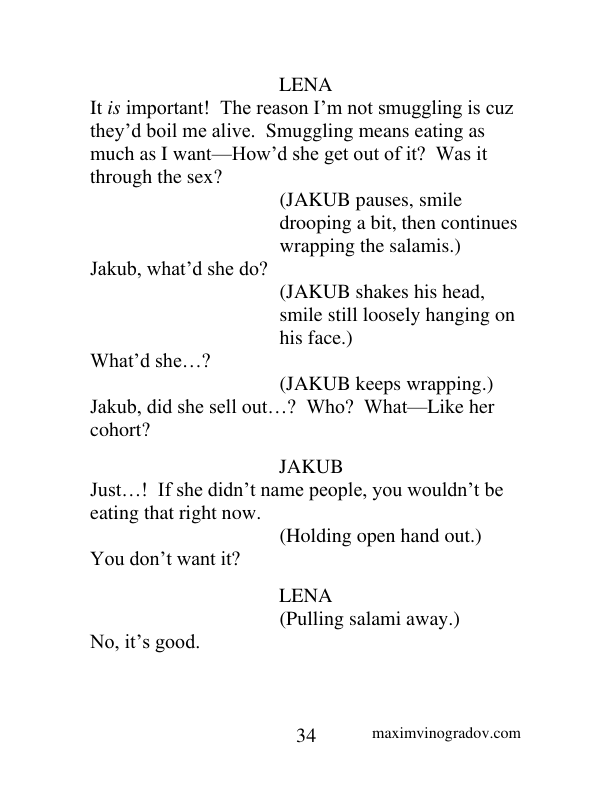 LENA
It is important!  The reason I'm not smuggling is cuz
they'd boil me alive.  Smuggling means eating as
much as I want—How'd she get out of it?  Was it
through the sex?
(JAKUB pauses, smile
drooping a bit, then continues
wrapping the salamis.)
Jakub, what'd she do?
(JAKUB shakes his head,
smile still loosely hanging on
his face.)
What'd she…?
(JAKUB keeps wrapping.)
Jakub, did she sell out…?  Who?  What—Like her
cohort?
JAKUB
Just…!  If she didn't name people, you wouldn't be
eating that right now.
(Holding open hand out.)
You don't want it?
LENA
(Pulling salami away.)
No, it's good.
34
maximvinogradov.com